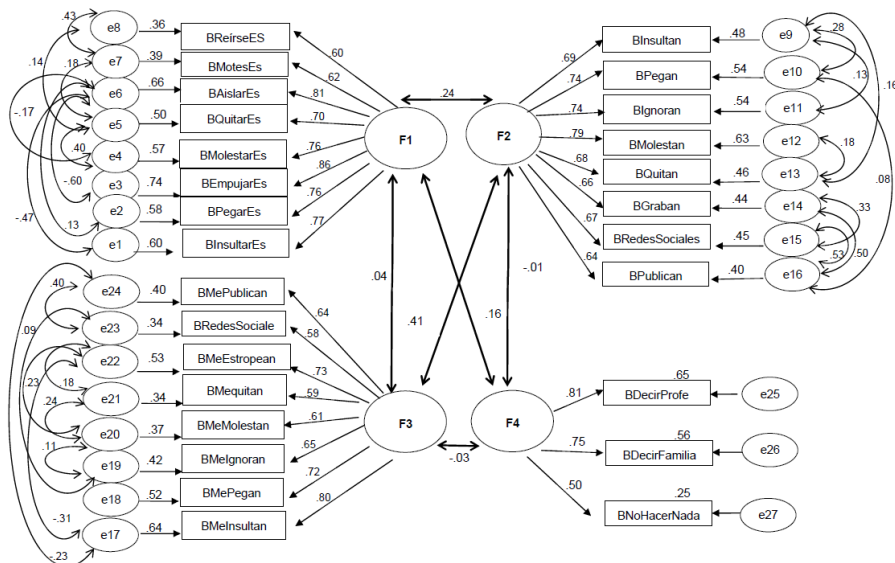 .43
e8
.36
BReírseES
.60
.14
.18
e7
.39
BMotesEs
.62
e6
.66
BAislarEs
.81
-.17
e5
.50
BQuitarEs
.70
.40
e4
.57
BMolestarEs
.76
-.60
e3
.74
BEmpujarEs
.86
e2
.58
BPegarEs
.76
-.47
.13
e1
.60
BInsultarEs
.77
F1
.24
F2
.69
BInsultan
.48
e9
.28
.74
BPegan
.54
e10
.13
.16
.74
BIgnoran
.54
e11
.79
BMolestan
.63
e12
.18
.68
BQuitan
.46
e13
.08
.66
BGraban
.44
e14
.33
.67
BRedesSociales
.45
e15
.53
.50
.64
BPublican
.40
e16
.04
.41
.16
-.01
.40
e24
.40
BMePublican
.64
.09
e23
.34
BRedesSociale
.58
e22
.53
BMeEstropean
.73
.23
.18
e21
.34
BMequitan
.59
.24
e20
.37
BMeMolestan
.61
.11
e19
.42
BMeIgnoran
.65
e18
.52
BMePegan
.72
-.31
e17
.64
BMeInsultan
.80
-.23
F3
-.03
F4
.81
.65
BDecirProfe
e25
.75
.56
BDecirFamilia
e26
.50
.25
BNoHacerNada
e27